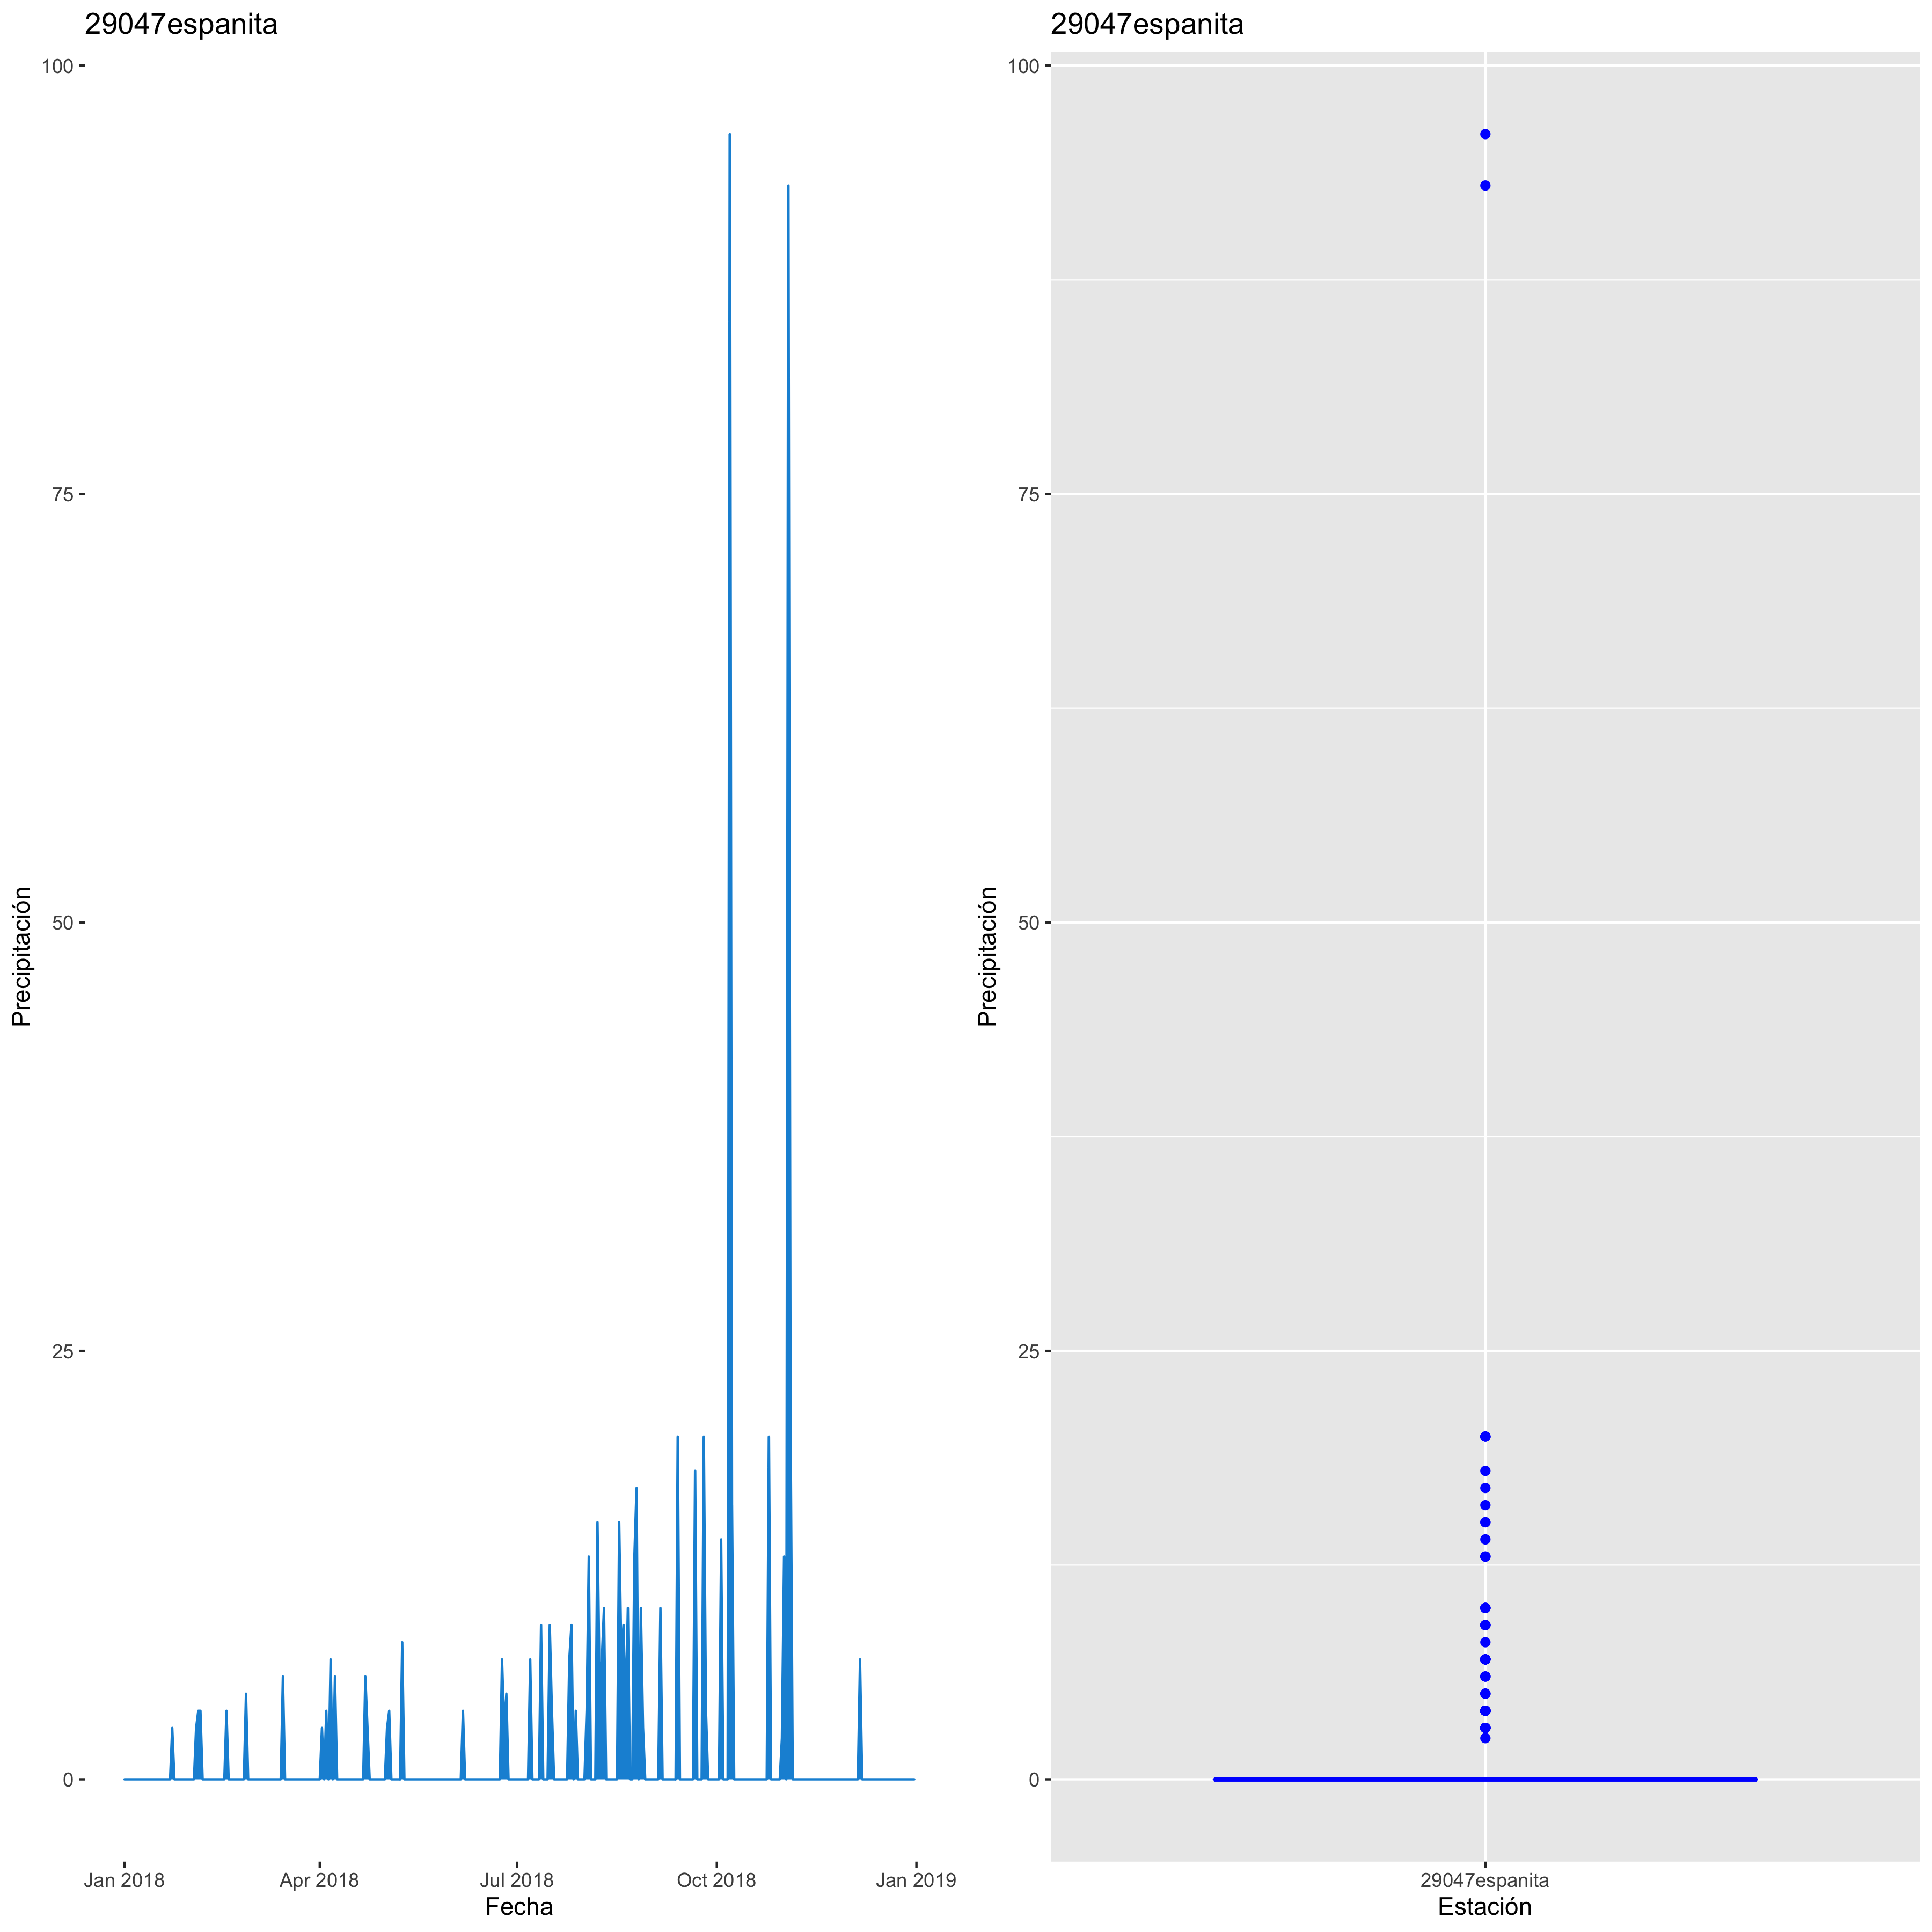 29047espanita
100
75
50
25
0
Precipitación
Jan 2018
Apr 2018
Jul 2018
Oct 2018
Jan 2019
Fecha
29047espanita
100
75
50
25
0
Precipitación
29047espanita
Estación